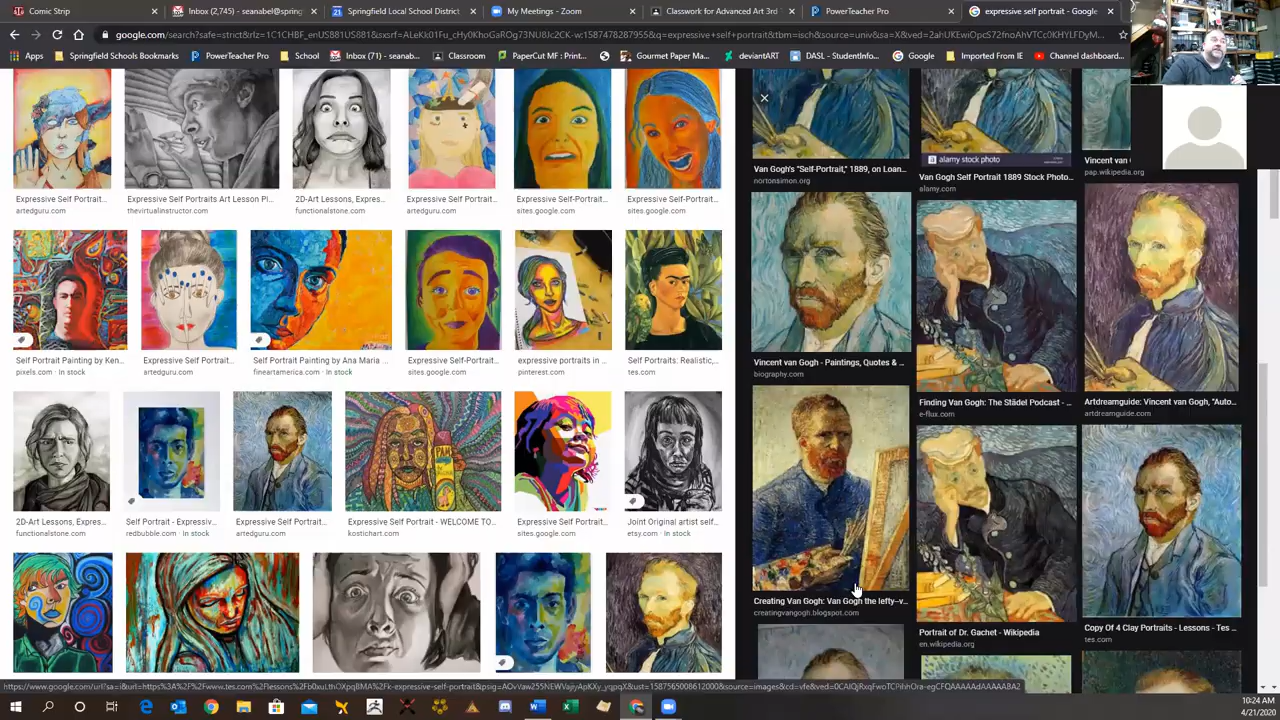 Comic Strip
Inbox (2,745) - seanabel@spring
Springfield Local School District
My Meetings - Zoom
Classwork for Advanced Art 3rd
PowerTeacher Pro
expressive self portrait - Google
Apps
Springfield Schools Bookmarks
PowerTeacher Pro
School
Inbox (71) - seanab...
Classroom
Papers of MF : Print...
Gourmet Paper Ma...
deviantART
DASL - StudentInfo...
Google
Imported From IE
Channel dashboard...
alamy stock photo
Van Gogh's "Self-Portrait," 1889, on Loan...
nortonsimon.org
Van Gogh Self Portrait 1889 Stock Photo...
alamy.com
Vincent van
pap.wikipedia.org
Expressive Self Portrait...
artedguru.com
Expressive Self Portraits Art Lesson Pi...
thevirtualinstructor.com
2D-Art Lessons, Expres...
functionalstone.com
Expressive Self Portrait...
artedguru.com
Expressive Self-Portrait...
sites.google.com
Expressive Self-Portrait...
sites.google.com
Self Portrait Painting by Ken...
pixels.com · In stock
Expressive Self Portrait...
artedguru.com
Self Portrait Painting by Ana Maria ...
fineartamerica.com · In stock
Expressive Self-Portrait...
sites.google.com
expressive portraits in ...
pinterest.com
Self Portraits: Realistic,...
tes.com
Vincent van Gogh - Paintings, Quotes & ...
biography.com
Finding Van Gogh: The Städel Podcast - ...
e-flux.com
Artdreamguide: Vincent van Gogh, "Auto...
artdreamguide.com
2D-Art Lessons, Expres...
functionalstone.com
Self Portrait - Expressiv...
redbubble.com · In stock
Expressive Self Portrait...
artedguru.com
Expressive Self Portrait - WELCOME TO...
kostichart.com
Expressive Self Portrait...
sites.google.com
Joint Original artist self...
etsy.com · In stock
Creating Van Gogh: Van Gogh the lefty--v...
creatingvangogh.blogspot.com
Portrait of Dr. Gachet - Wikipedia
en.wikipedia.org
Copy Of 4 Clay Portraits - Lessons - Tes ...
tes.com
10:24 AM
4/21/2020